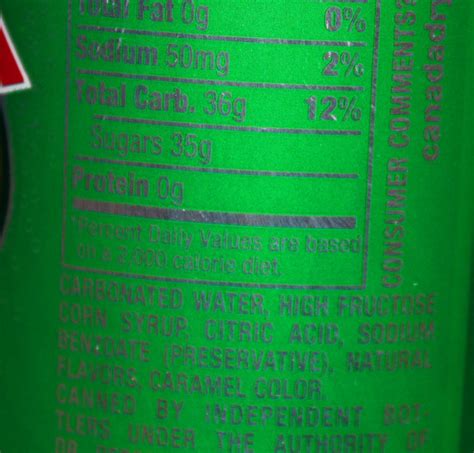 Total Fat 0g 0%
Sodium 50mg 2%
Total Carb. 36g 12%
Sugars 35g
Protein 0g
*Percent Daily Values are based
on a 2,000 calorie diet.
CARBONATED WATER, HIGH FRUCTOSE
CORN SYRUP, CITRIC ACID, SODIUM
BENZOATE (PRESERVATIVE), NATURAL
FLAVORS, CARAMEL COLOR.
CANNED BY INDEPENDENT BOT-
TLERS UNDER THE AUTHORITY OF
CONSUMER COMMENTS?
canadadry